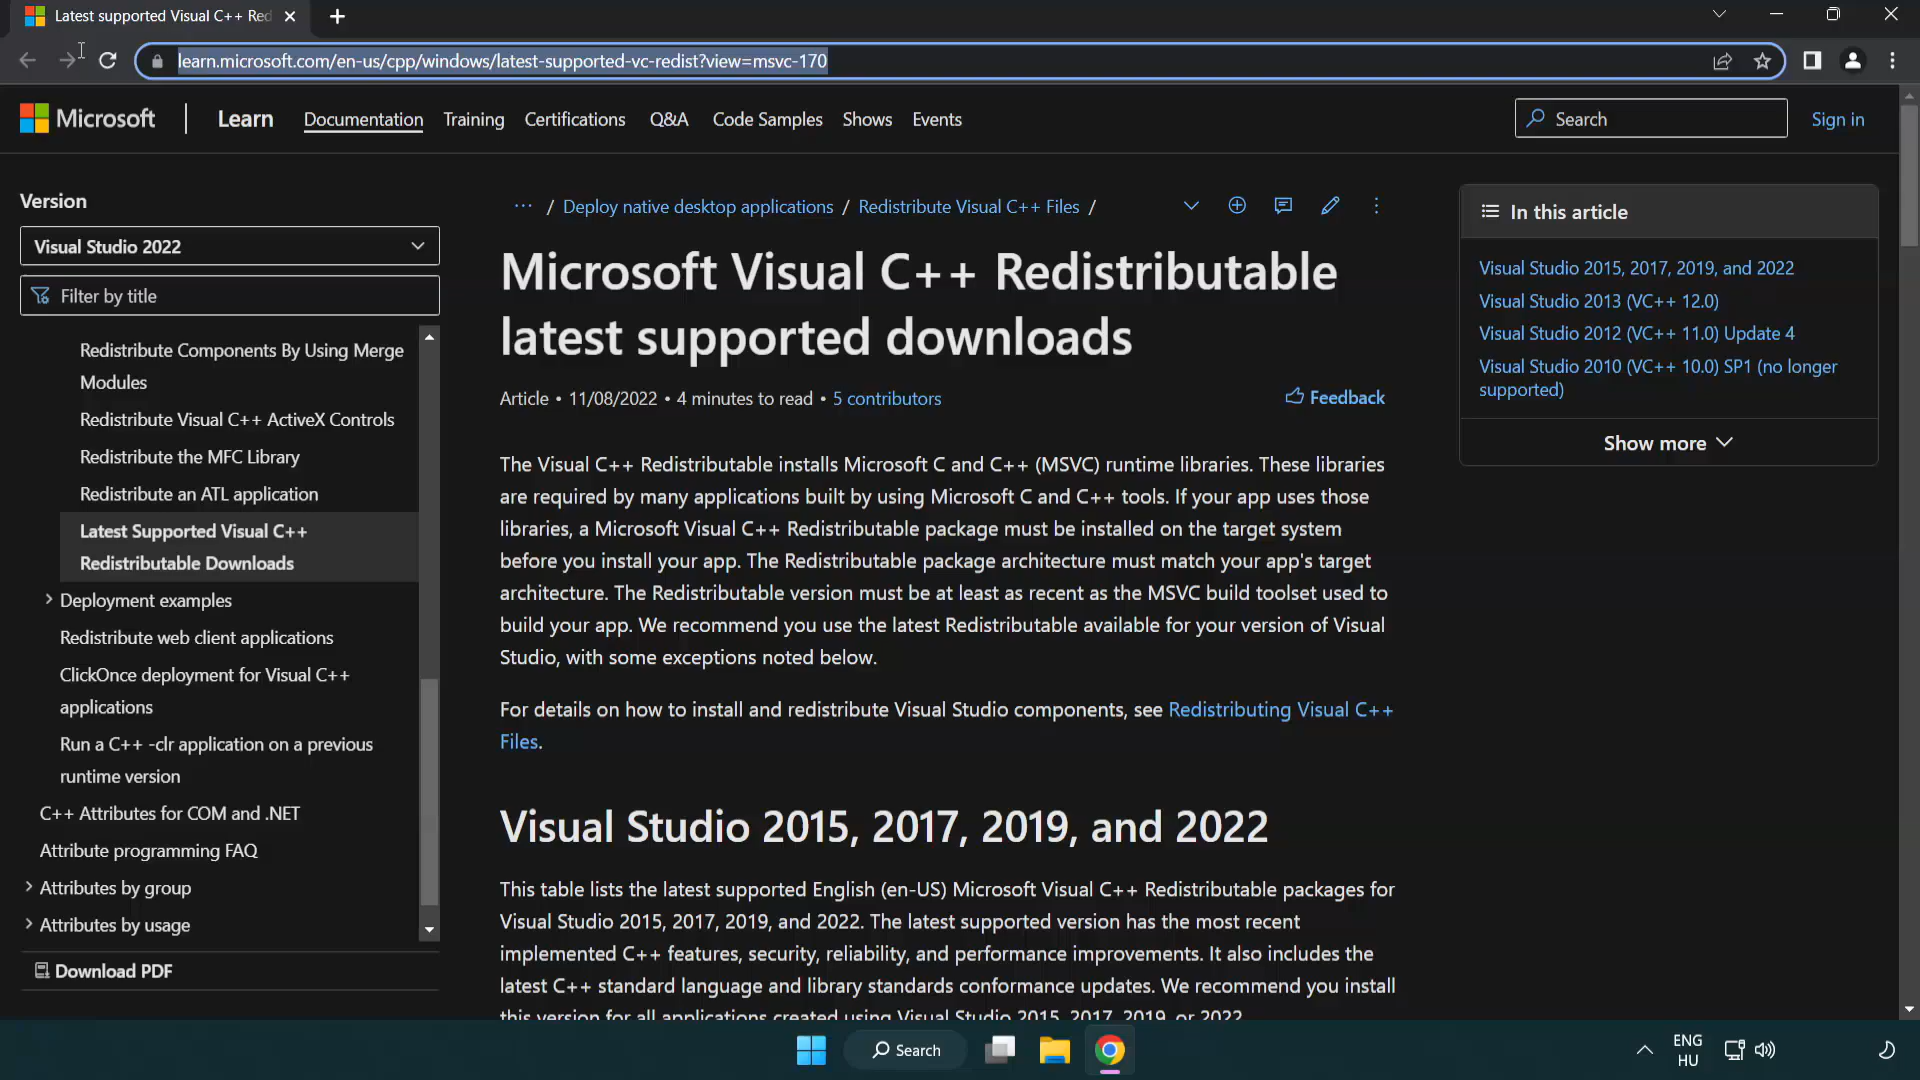 Latest supported Visual C++ Red
learn.microsoft.com/en-us/cpp/windows/latest-supported-vc-redist?view=msvc-170
Microsoft
Learn
Documentation
Training
Certifications
Q&A
Code Samples
Shows
Events
Search
Sign in
Version
Visual Studio 2022
Filter by title
Redistribute Components By Using Merge
Modules
Redistribute Visual C++ ActiveX Controls
Redistribute the MFC Library
Redistribute an ATL application
Latest Supported Visual C++
Redistributable Downloads
Deployment examples
Redistribute web client applications
ClickOnce deployment for Visual C++
applications
Run a C++ -clr application on a previous
runtime version
C++ Attributes for COM and .NET
Attribute programming FAQ
Attributes by group
Attributes by usage
Download PDF
··· / Deploy native desktop applications / Redistribute Visual C++ Files /
Microsoft Visual C++ Redistributable
latest supported downloads
Article • 11/08/2022 • 4 minutes to read • 5 contributors
Feedback
The Visual C++ Redistributable installs Microsoft C and C++ (MSVC) runtime libraries. These libraries
are required by many applications built by using Microsoft C and C++ tools. If your app uses those
libraries, a Microsoft Visual C++ Redistributable package must be installed on the target system
before you install your app. The Redistributable package architecture must match your app's target
architecture. The Redistributable version must be at least as recent as the MSVC build toolset used to
build your app. We recommend you use the latest Redistributable available for your version of Visual
Studio, with some exceptions noted below.
For details on how to install and redistribute Visual Studio components, see Redistributing Visual C++
Files.
Visual Studio 2015, 2017, 2019, and 2022
This table lists the latest supported English (en-US) Microsoft Visual C++ Redistributable packages for
Visual Studio 2015, 2017, 2019, and 2022. The latest supported version has the most recent
implemented C++ features, security, reliability, and performance improvements. It also includes the
latest C++ standard language and library standards conformance updates. We recommend you install
this version for all applications created using Visual Studio 2015, 2017, 2019, or 2022.
In this article
Visual Studio 2015, 2017, 2019, and 2022
Visual Studio 2013 (VC++ 12.0)
Visual Studio 2012 (VC++ 11.0) Update 4
Visual Studio 2010 (VC++ 10.0) SP1 (no longer
supported)
Show more
Search
ENG
HU